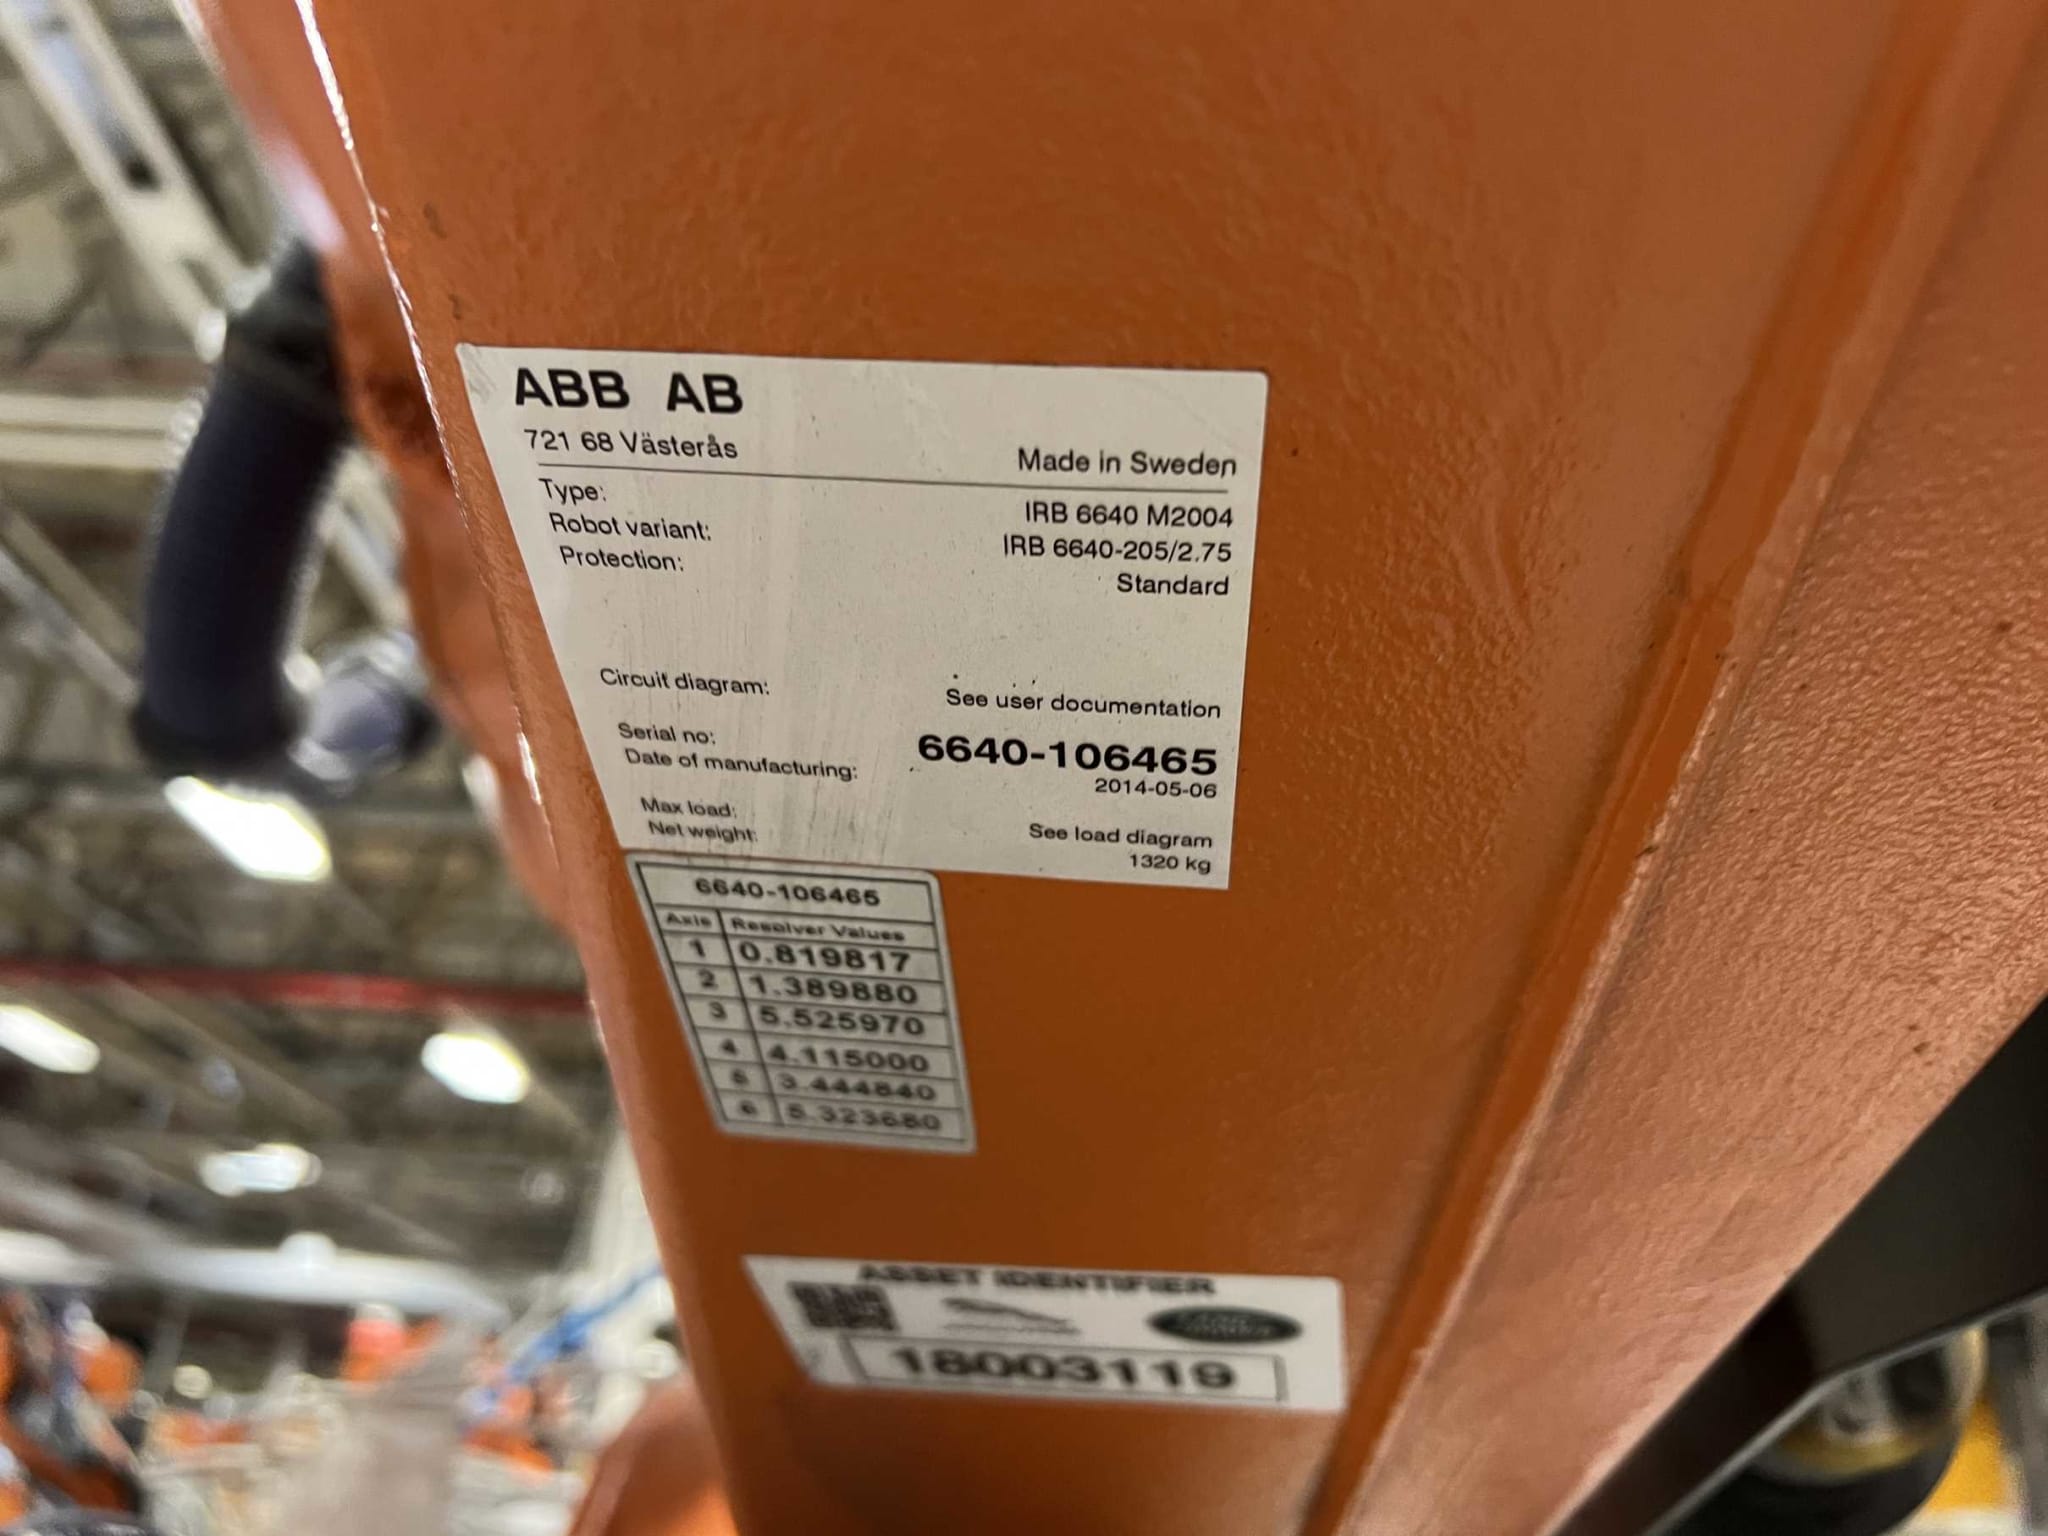 ABB AB
721 68 Västerås
Made in Sweden
Type: IRB 6640 M2004
Robot variant: IRB 6640-205/2.75
Protection: Standard
Circuit diagram: See user documentation
Serial no: 6640-106465
Date of manufacturing: 2014-05-06
Max load: See load diagram
Net weight: 1320 kg
6640-106465
Axis Resolver Values
1 0.819817
2 1.389880
3 5.525970
4 4.115000
5 3.444840
6 5.323680
ASSET IDENTIFIER
18003119